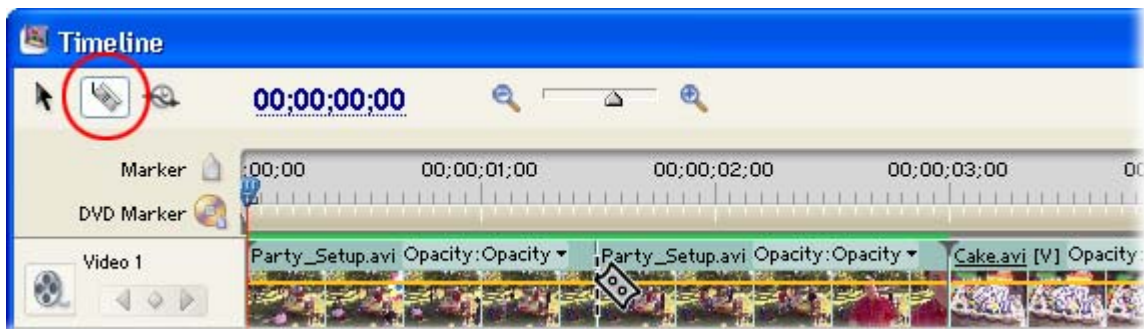 Timeline
00;00;00;00
Marker
;00;00 00;00;01;00 00;00;02;00 00;00;03;00
DVD Marker
Video 1
Party_Setup.avi Opacity:Opacity Party_Setup.avi Opacity:Opacity Cake.avi [V] Opacity